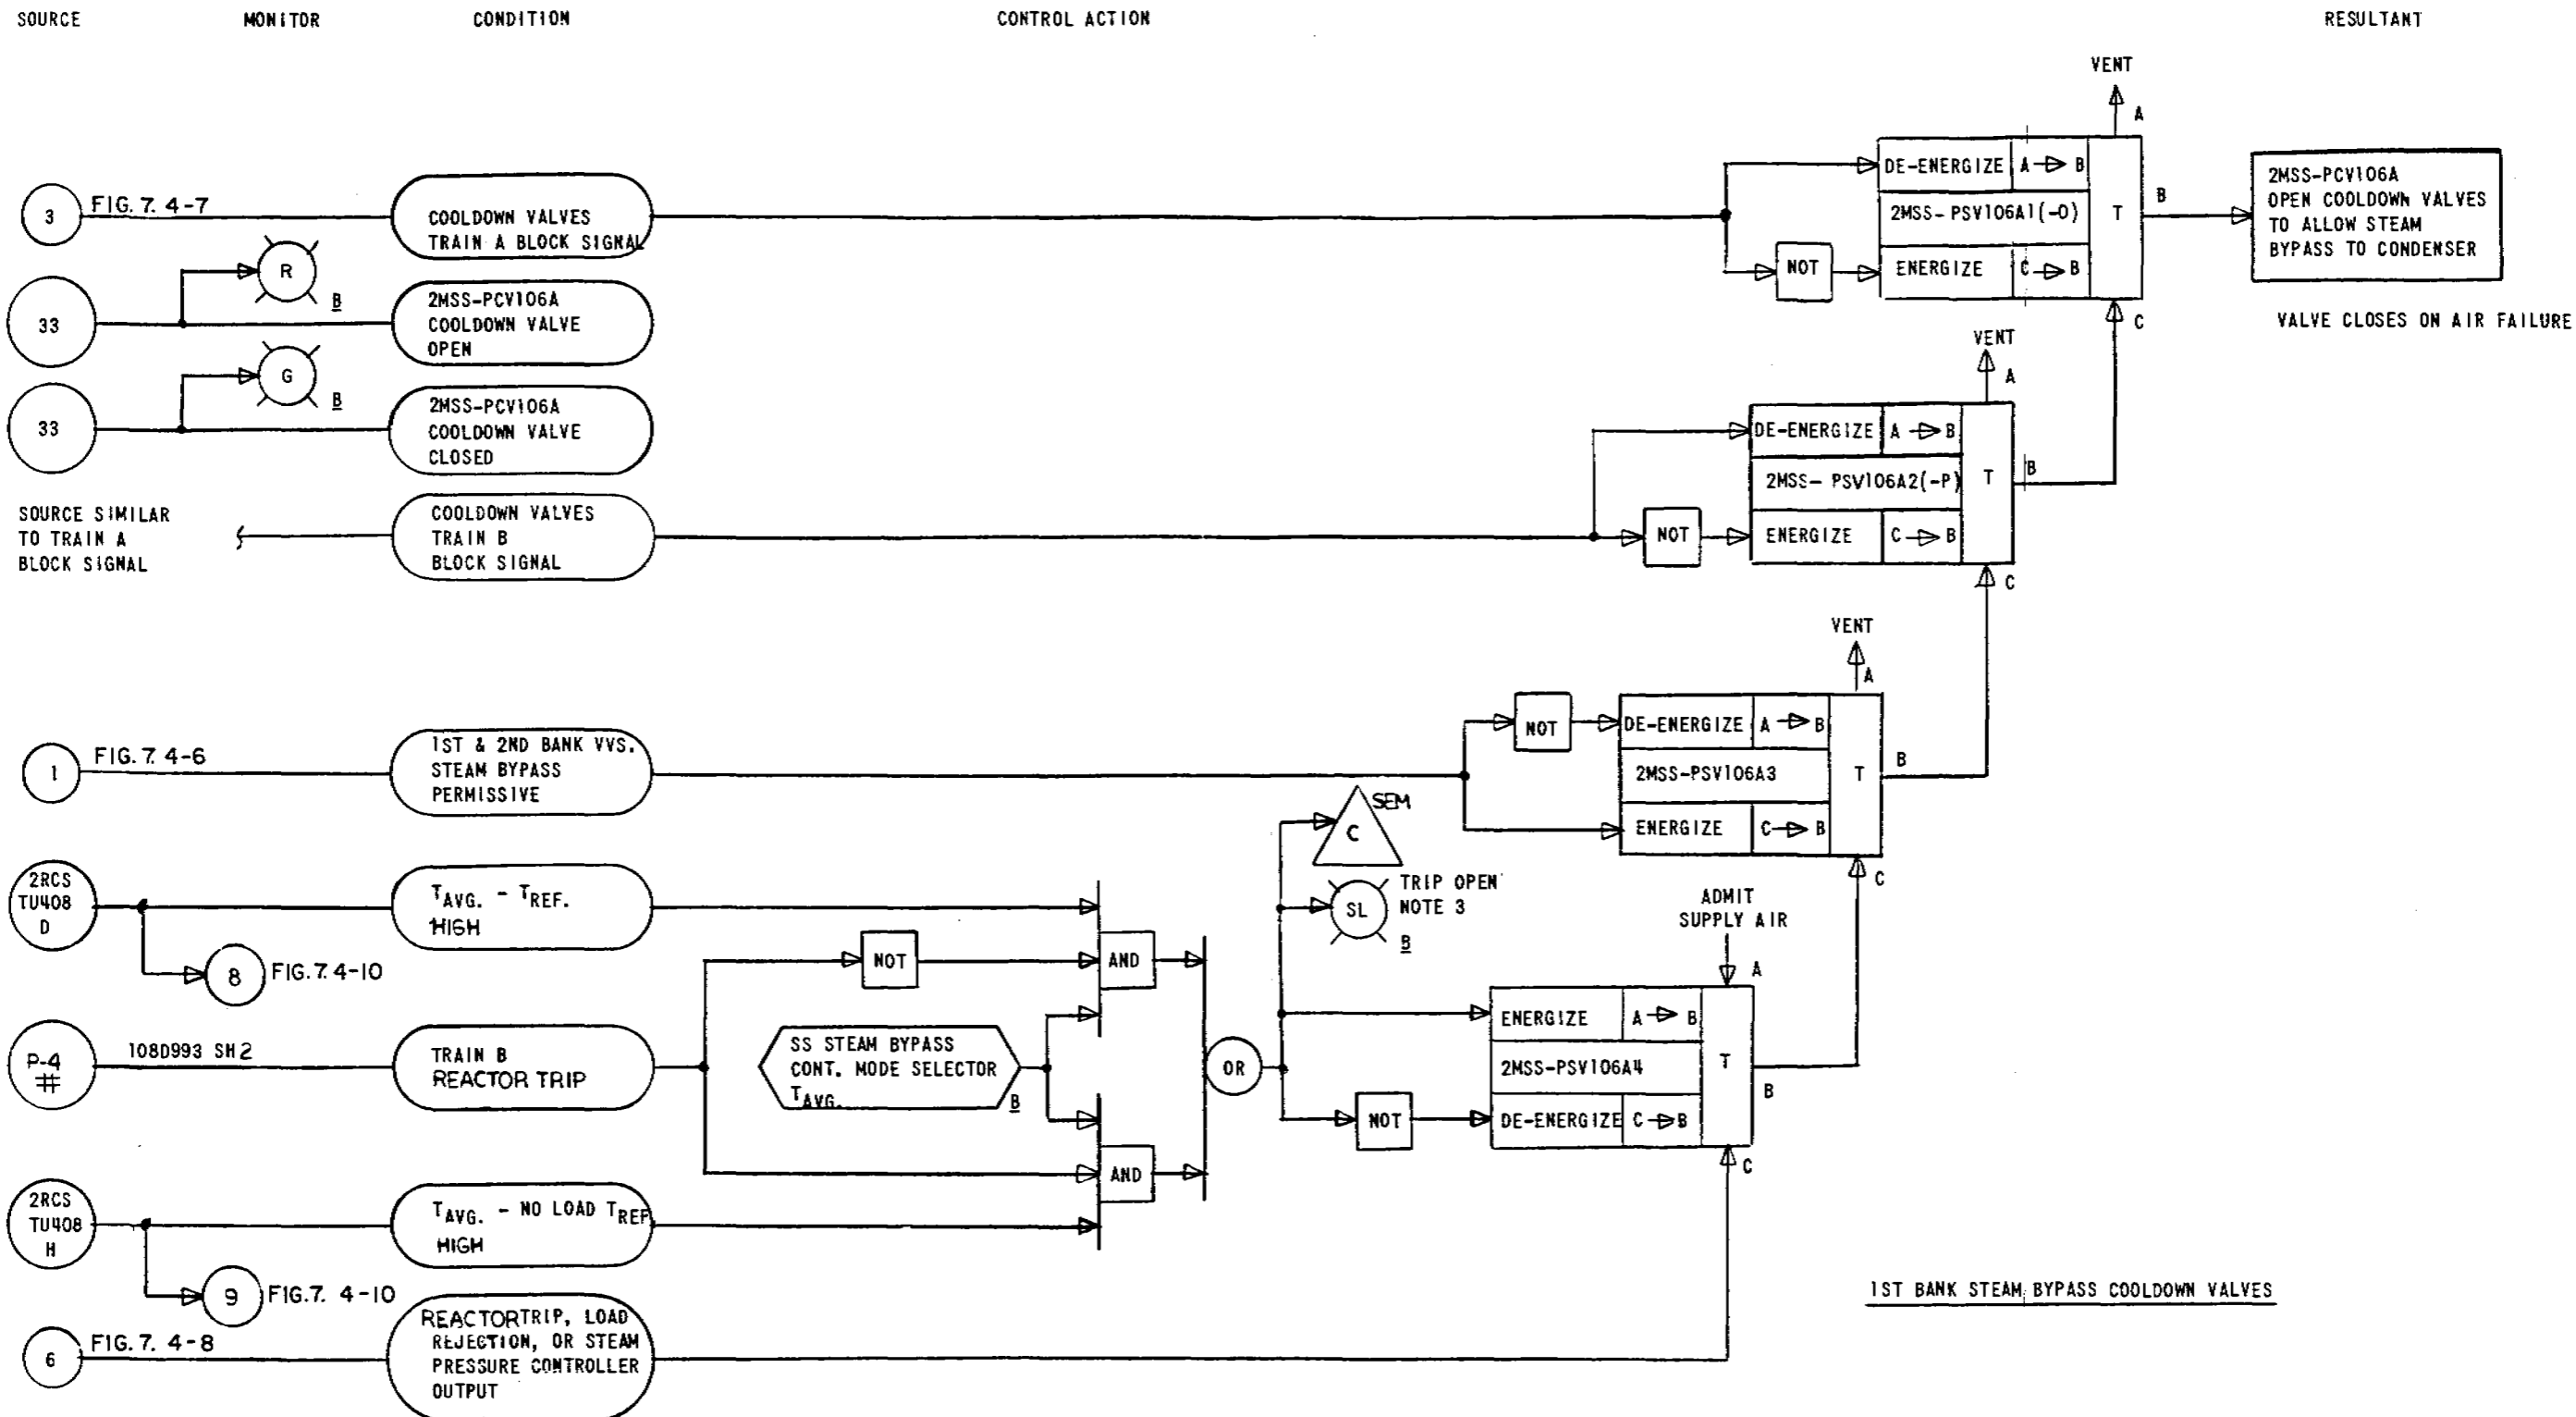 SOURCE MONITOR CONDITION CONTROL ACTION RESULTANT
VENT
A
DE-ENERGIZE A B
2MSS-PSV106A1(-O) T
B
NOT ENERGIZE C B
C
2MSS-PCV106A
OPEN COOLDOWN VALVES
TO ALLOW STEAM
BYPASS TO CONDENSER
VALVE CLOSES ON AIR FAILURE
3 FIG. 7. 4-7
COOLDOWN VALVES
TRAIN A BLOCK SIGNAL
R B
33
2MSS-PCV106A
COOLDOWN VALVE
OPEN
G B
33
2MSS-PCV106A
COOLDOWN VALVE
CLOSED
VENT
A
DE-ENERGIZE A B
2MSS- PSV106A2(-P) T
B
NOT ENERGIZE C B
C
SOURCE SIMILAR
TO TRAIN A
BLOCK SIGNAL
COOLDOWN VALVES
TRAIN B
BLOCK SIGNAL
VENT
A
NOT DE-ENERGIZE A B
2MSS-PSV106A3 T
B
ENERGIZE C B
C
1 FIG. 7. 4-6
1ST & 2ND BANK VVS.
STEAM BYPASS
PERMISSIVE
C SEM
SL TRIP OPEN
NOTE 3
B
2RCS
TU408
D
TAVG. - TREF.
HIGH
8 FIG. 7. 4-10
NOT AND
ADMIT
SUPPLY AIR
A
ENERGIZE A B
2MSS-PSV106A4 T
B
NOT DE-ENERGIZE C B
C
P-4
#
108D993 SH2
TRAIN B
REACTOR TRIP
SS STEAM BYPASS
CONT. MODE SELECTOR
TAVG.
B
OR
AND
2RCS
TU408
H
TAVG. - NO LOAD TREF
HIGH
9 FIG. 7. 4-10
6 FIG. 7. 4-8
REACTORTRIP, LOAD
REJECTION, OR STEAM
PRESSURE CONTROLLER
OUTPUT
1ST BANK STEAM BYPASS COOLDOWN VALVES